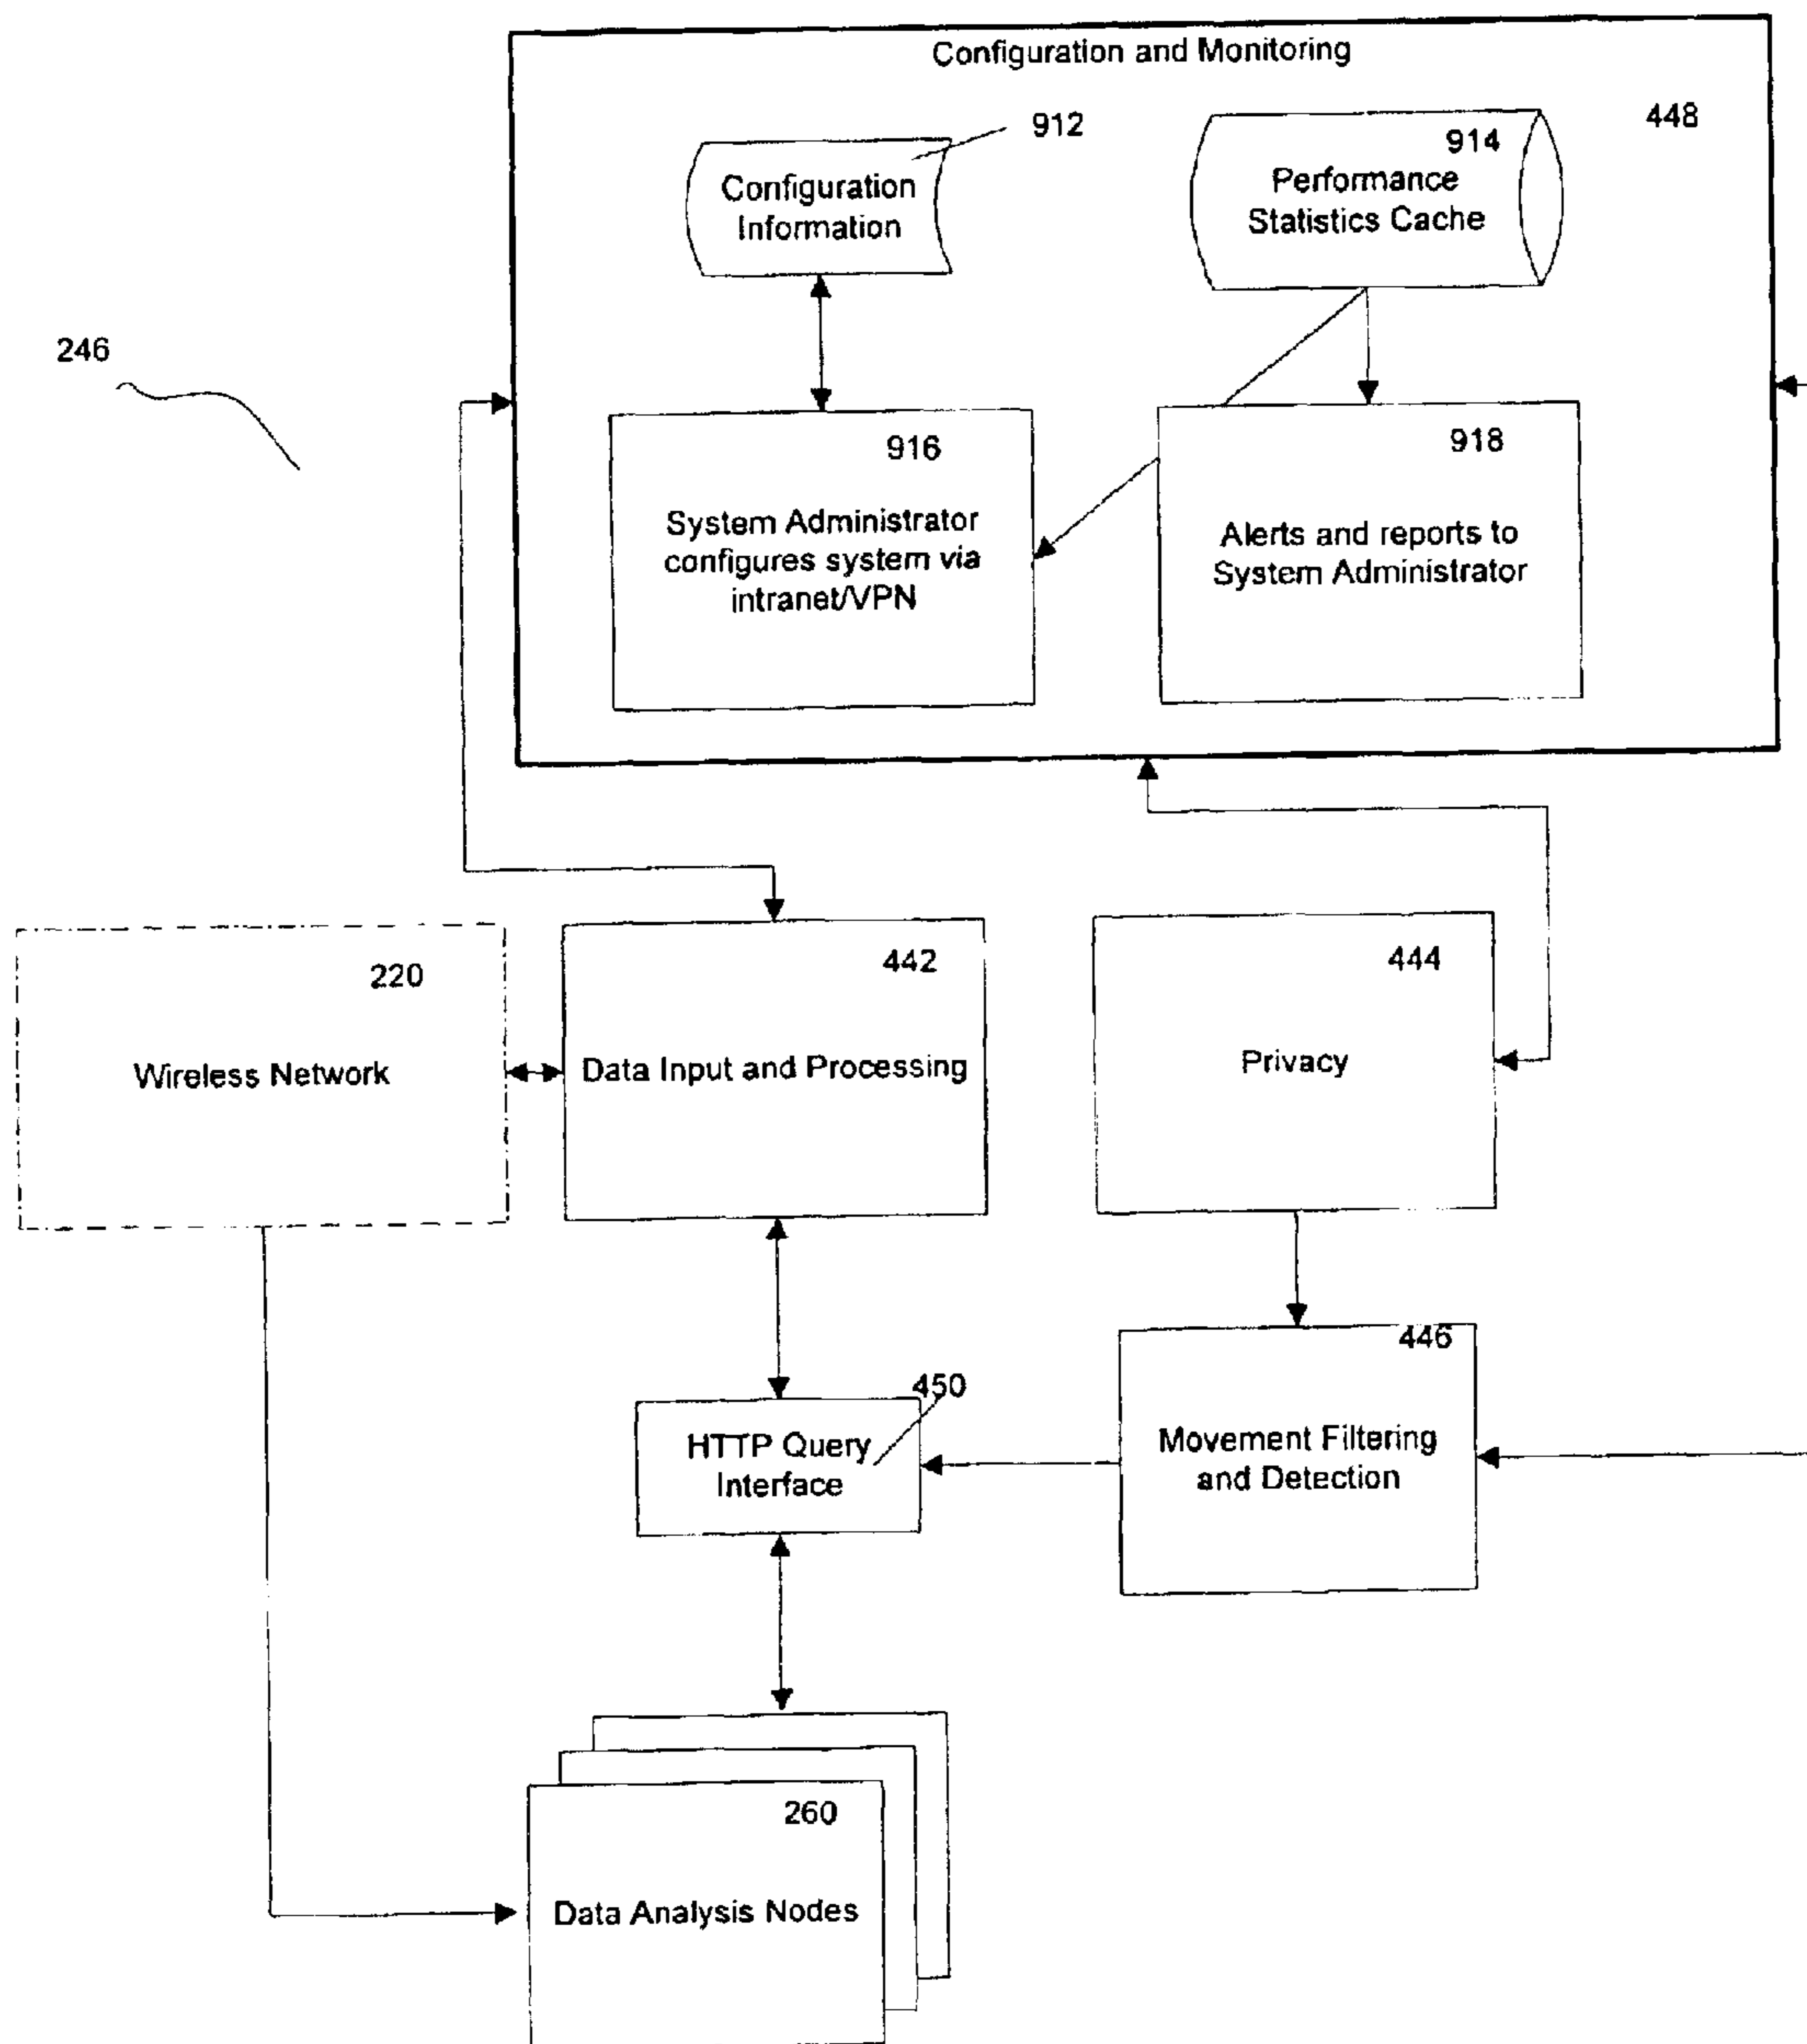 Configuration and Monitoring
448
912
914
Configuration
Information
Performance
Statistics Cache
246
916
System Administrator
configures system via
intranet/VPN
918
Alerts and reports to
System Administrator
220
Wireless Network
442
Data Input and Processing
444
Privacy
446
Movement Filtering
and Detection
450
HTTP Query
Interface
260
Data Analysis Nodes